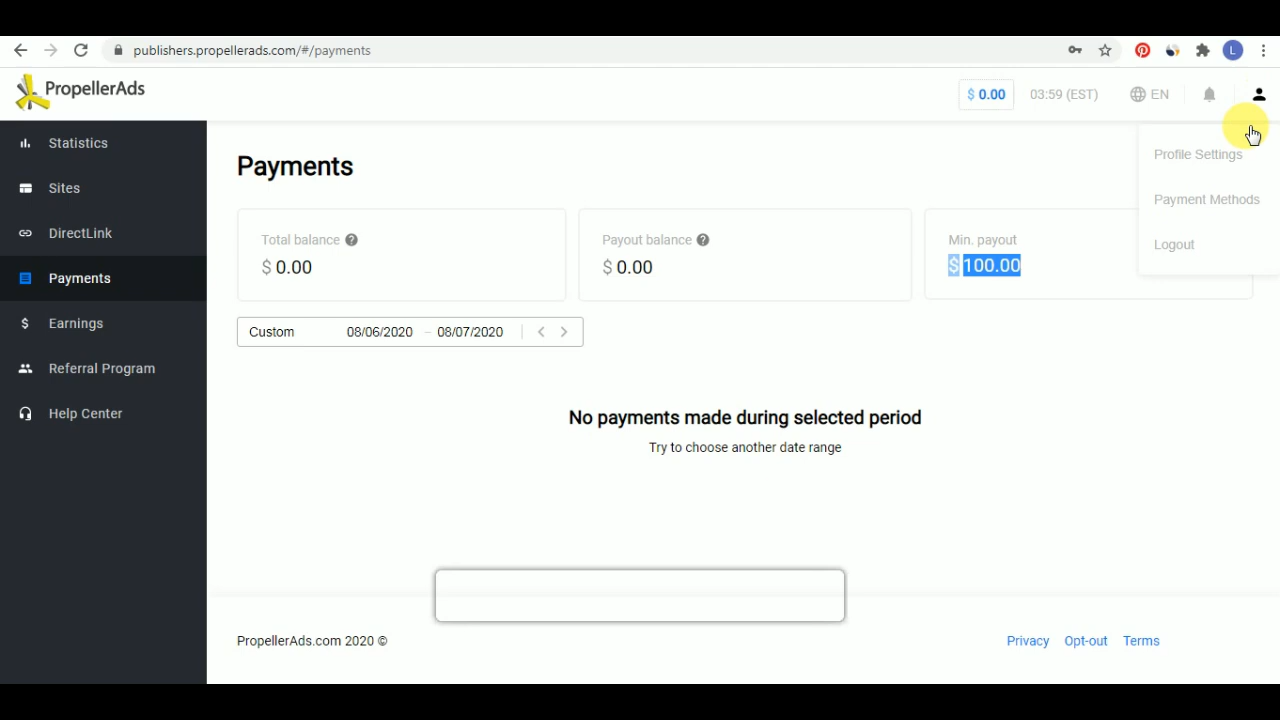 publishers.propellerads.com/#/payments
L
PropellerAds
$ 0.00
03:59 (EST)
EN
Statistics
Sites
DirectLink
Payments
Earnings
Referral Program
Help Center
Profile Settings
Payment Methods
Logout
Payments
Total balance ?
$ 0.00
Payout balance ?
$ 0.00
Min. payout
$ 100.00
Custom 08/06/2020 – 08/07/2020
No payments made during selected period
Try to choose another date range
PropellerAds.com 2020 ©
Privacy Opt-out Terms